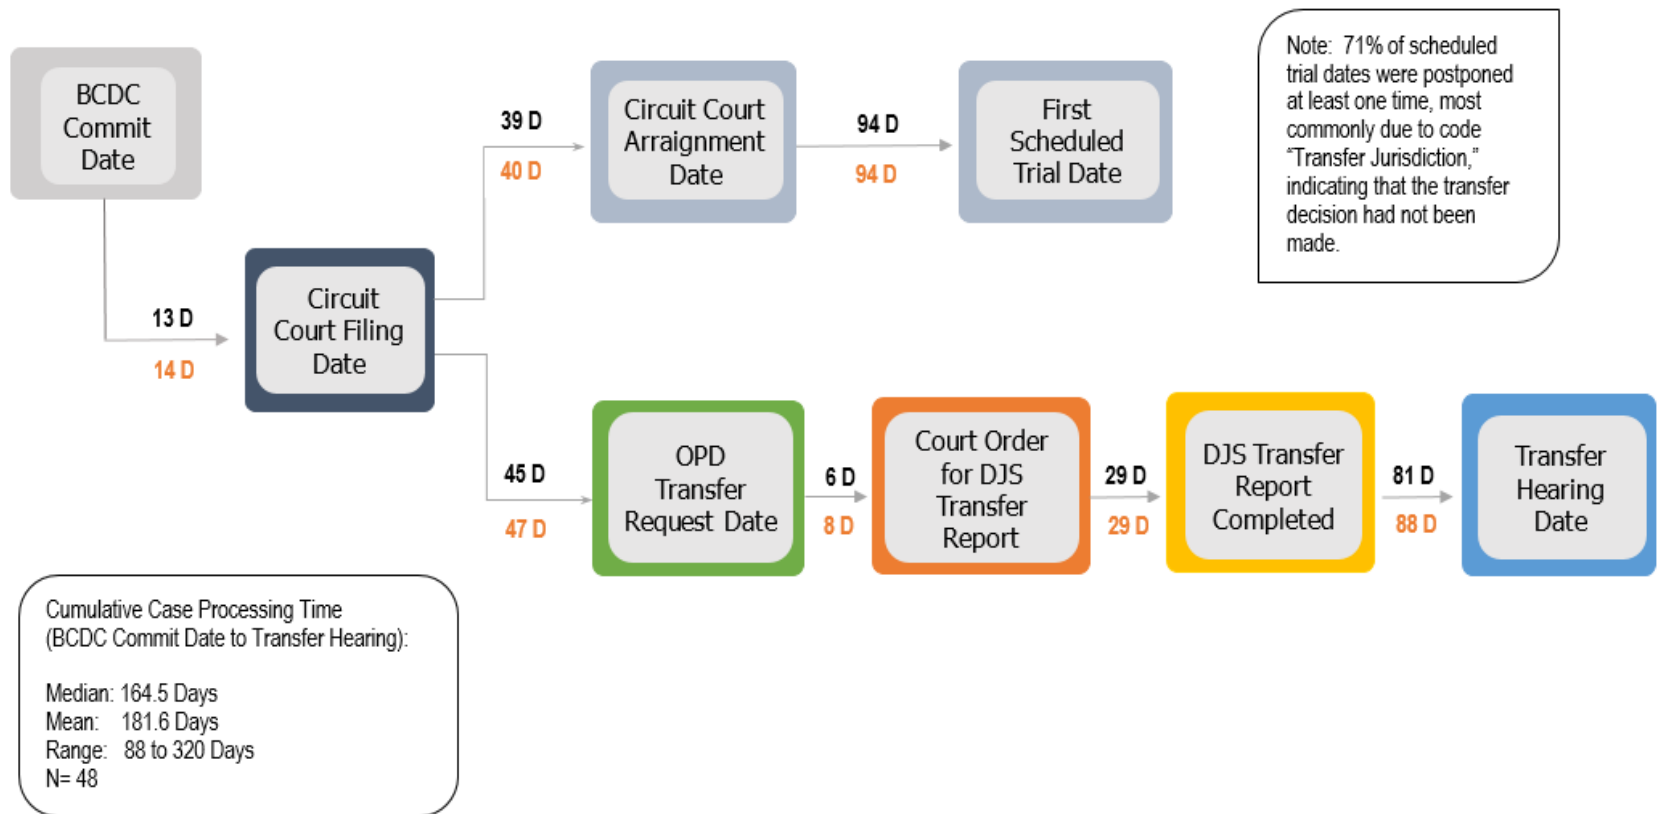 BCDC
Commit
Date
13 D
14 D
Circuit
Court Filing
Date
39 D
40 D
Circuit Court
Arraignment
Date
94 D
94 D
First
Scheduled
Trial Date
Note:  71% of scheduled
trial dates were postponed
at least one time, most
commonly due to code
“Transfer Jurisdiction,”
indicating that the transfer
decision had not been
made.
45 D
47 D
OPD
Transfer
Request Date
6 D
8 D
Court Order
for DJS
Transfer
Report
29 D
29 D
DJS Transfer
Report
Completed
81 D
88 D
Transfer
Hearing
Date
Cumulative Case Processing Time
(BCDC Commit Date to Transfer Hearing):
Median: 164.5 Days
Mean:    181.6 Days
Range:   88 to 320 Days
N= 48